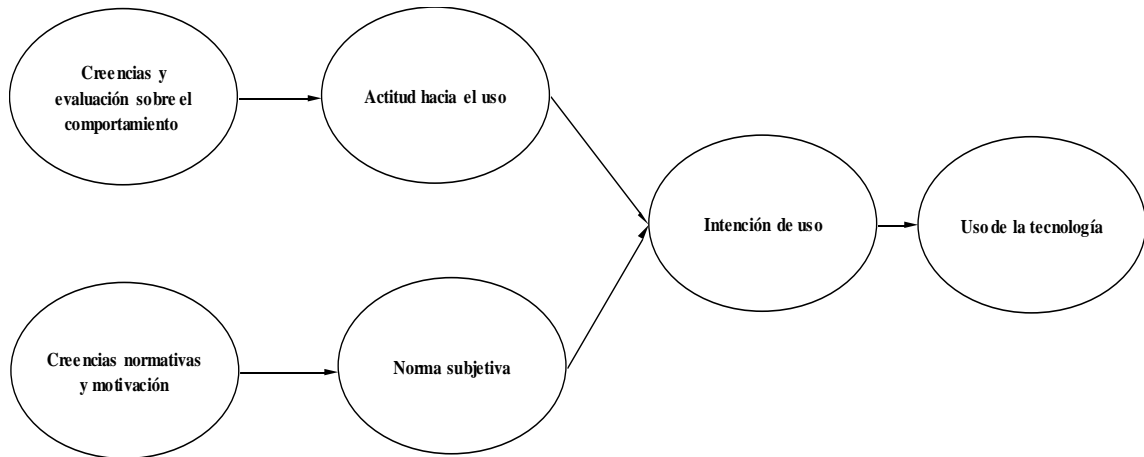 Creencias y
evaluación sobre el
comportamiento
Actitud hacia el uso
Intención de uso
Uso de la tecnología
Creencias normativas
y motivación
Norma subjetiva